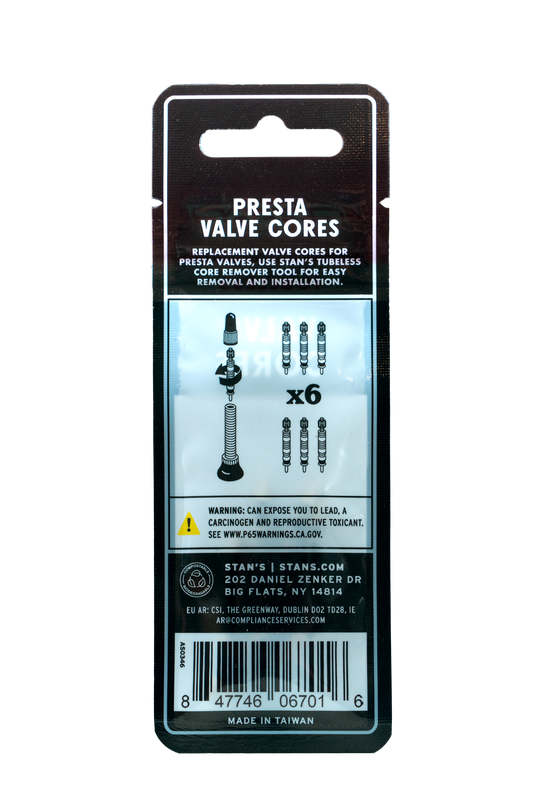 PRESTA
VALVE CORES
REPLACEMENT VALVE CORES FOR
PRESTA VALVES, USE STAN'S TUBELESS
CORE REMOVER TOOL FOR EASY
REMOVAL AND INSTALLATION.
x6
WARNING: CAN EXPOSE YOU TO LEAD, A
CARCINOGEN AND REPRODUCTIVE TOXICANT.
SEE WWW.P65WARNINGS.CA.GOV.
STAN'S | STANS.COM
202 DANIEL ZENKER DR
BIG FLATS, NY 14814
EU AR: CSI, THE GREENWAY, DUBLIN D02 TD28, IE
AR@COMPLIANCESERVICES.COM
AS0346
8 47746 06701 6
MADE IN TAIWAN